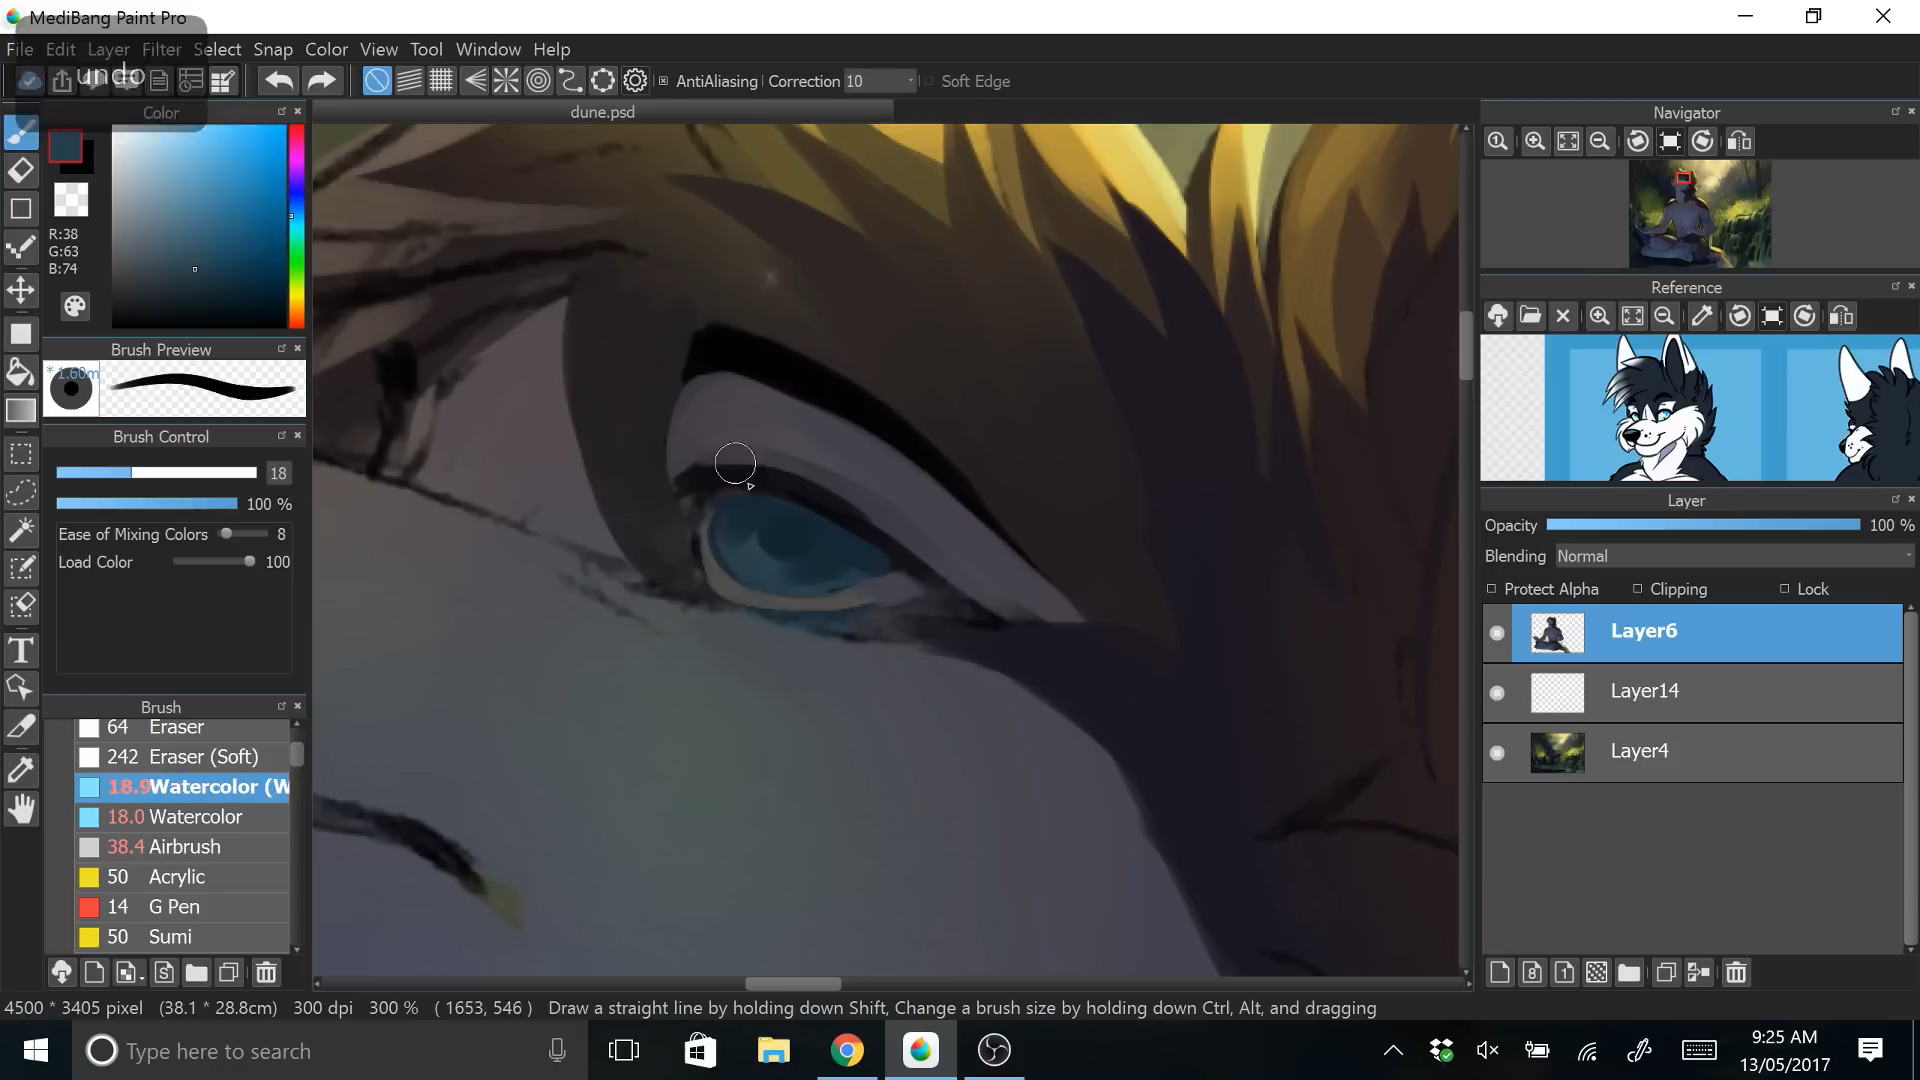 MediBang Paint Pro
File Edit Layer Filter Select Snap Color View Tool Window Help
undo
AntiAliasing Correction 10 Soft Edge
Color
dune.psd
Navigator
R:38
G:63
B:74
Reference
Brush Preview
* 1.60m
Brush Control
18
100 %
Ease of Mixing Colors 8
Load Color 100
Layer
Opacity 100 %
Blending Normal
Protect Alpha Clipping Lock
Layer6
Layer14
Layer4
Brush
64 Eraser
242 Eraser (Soft)
18.9 Watercolor (W
18.0 Watercolor
38.4 Airbrush
50 Acrylic
14 G Pen
50 Sumi
4500 * 3405 pixel (38.1 * 28.8cm) 300 dpi 300 % ( 1653, 546 ) Draw a straight line by holding down Shift, Change a brush size by holding down Ctrl, Alt, and dragging
Type here to search
9:25 AM
13/05/2017